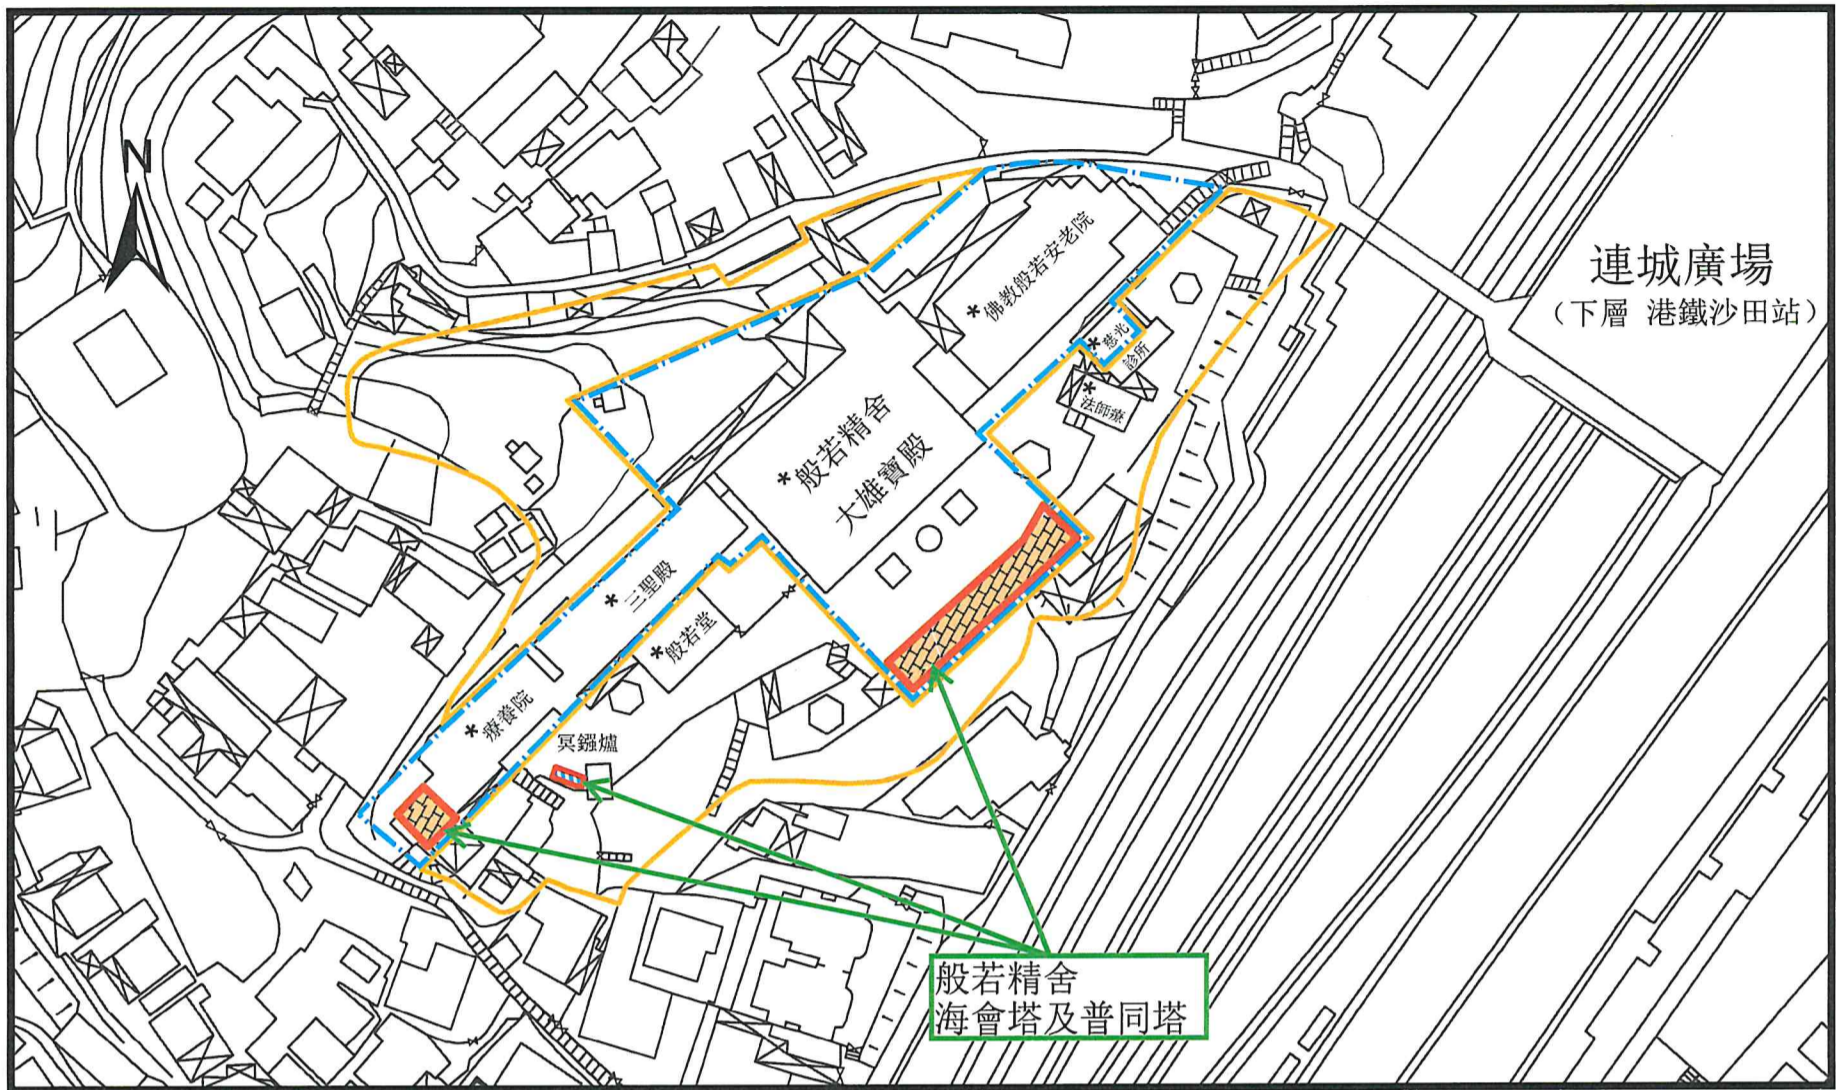 N
連城廣場
（下層 港鐵沙田站）
*佛教般若安老院
*慈光
診所
*
法師寮
*般若精舍
大雄寶殿
*三聖殿
*般若堂
*療養院
冥鏹爐
般若精舍
海會塔及普同塔